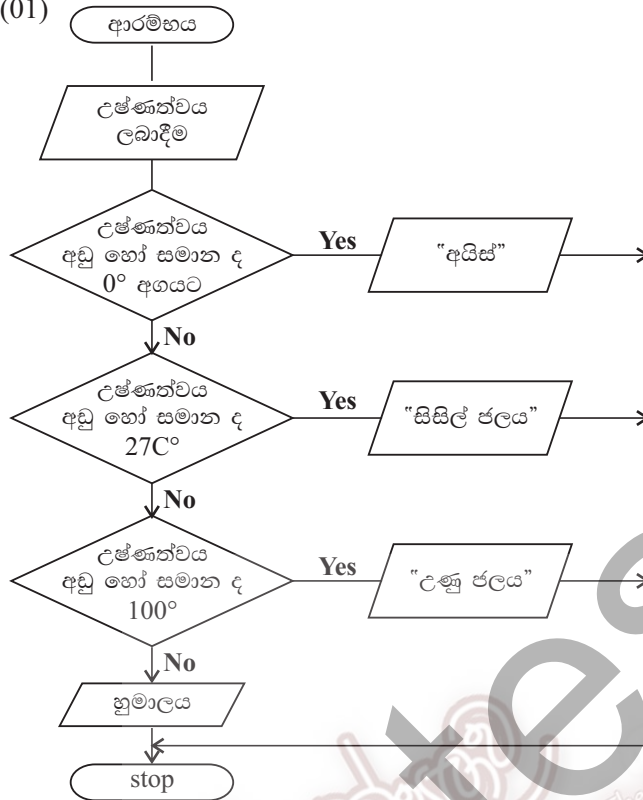 (01)
ආරම්භය
උෂ්ණත්වය
ලබාදීම
උෂ්ණත්වය
අඩු හෝ සමාන ද
0° අගයට
Yes
"අයිස්"
No
උෂ්ණත්වය
අඩු හෝ සමාන ද
27C°
Yes
"සිසිල් ජලය"
No
උෂ්ණත්වය
අඩු හෝ සමාන ද
100°
Yes
"උණු ජලය"
No
හුමාලය
stop